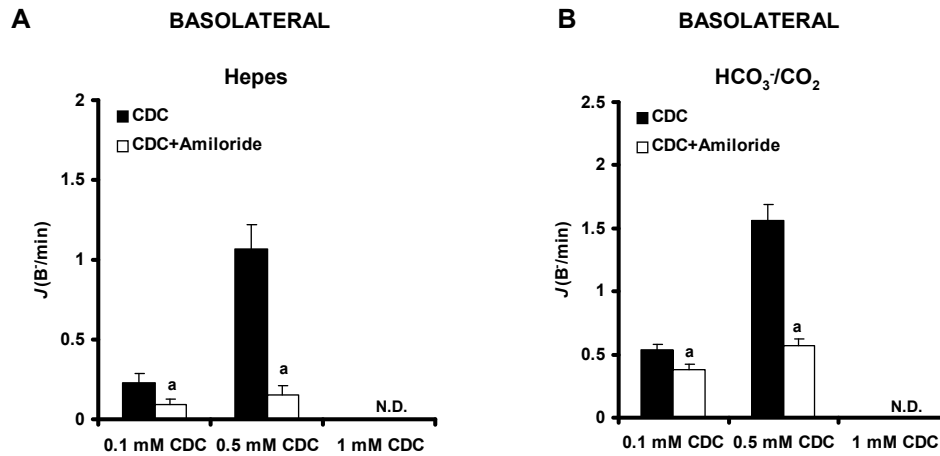 A BASOLATERAL
Hepes
2
1.5
1
0.5
0
J(B⁻/min)
CDC
CDC+Amiloride
a
a
N.D.
0.1 mM CDC 0.5 mM CDC 1 mM CDC
B BASOLATERAL
HCO₃⁻/CO₂
2.5
2
1.5
1
0.5
0
J(B⁻/min)
CDC
CDC+Amiloride
a
a
N.D.
0.1 mM CDC 0.5 mM CDC 1 mM CDC